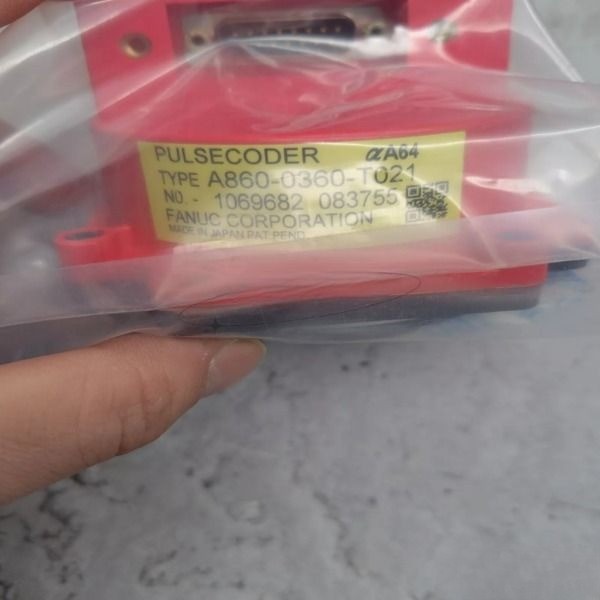 PULSECODER αA64
TYPE A860-0360-T021
NO.- 1069682 083755
FANUC CORPORATION
MADE IN JAPAN PAT.PEND.